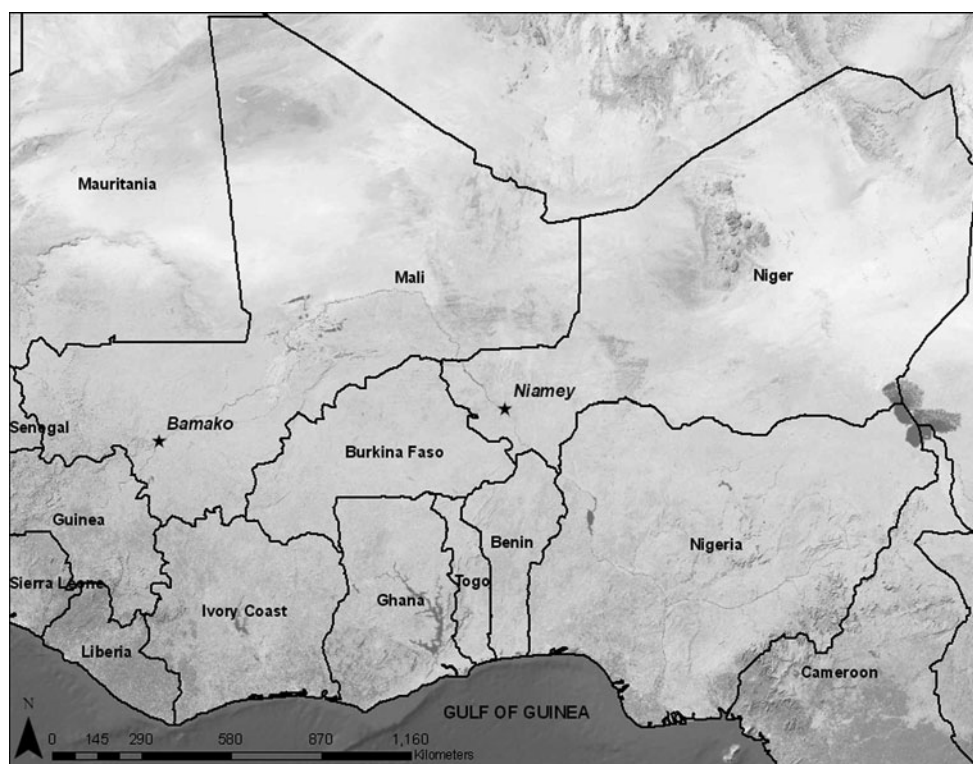 Mauritania
Mali
Niger
Niamey
Bamako
Senegal
Burkina Faso
Guinea
Benin
Nigeria
Sierra Leone
Togo
Ghana
Ivory Coast
Liberia
Cameroon
GULF OF GUINEA
N
0 145 290 580 870 1,160
Kilometers